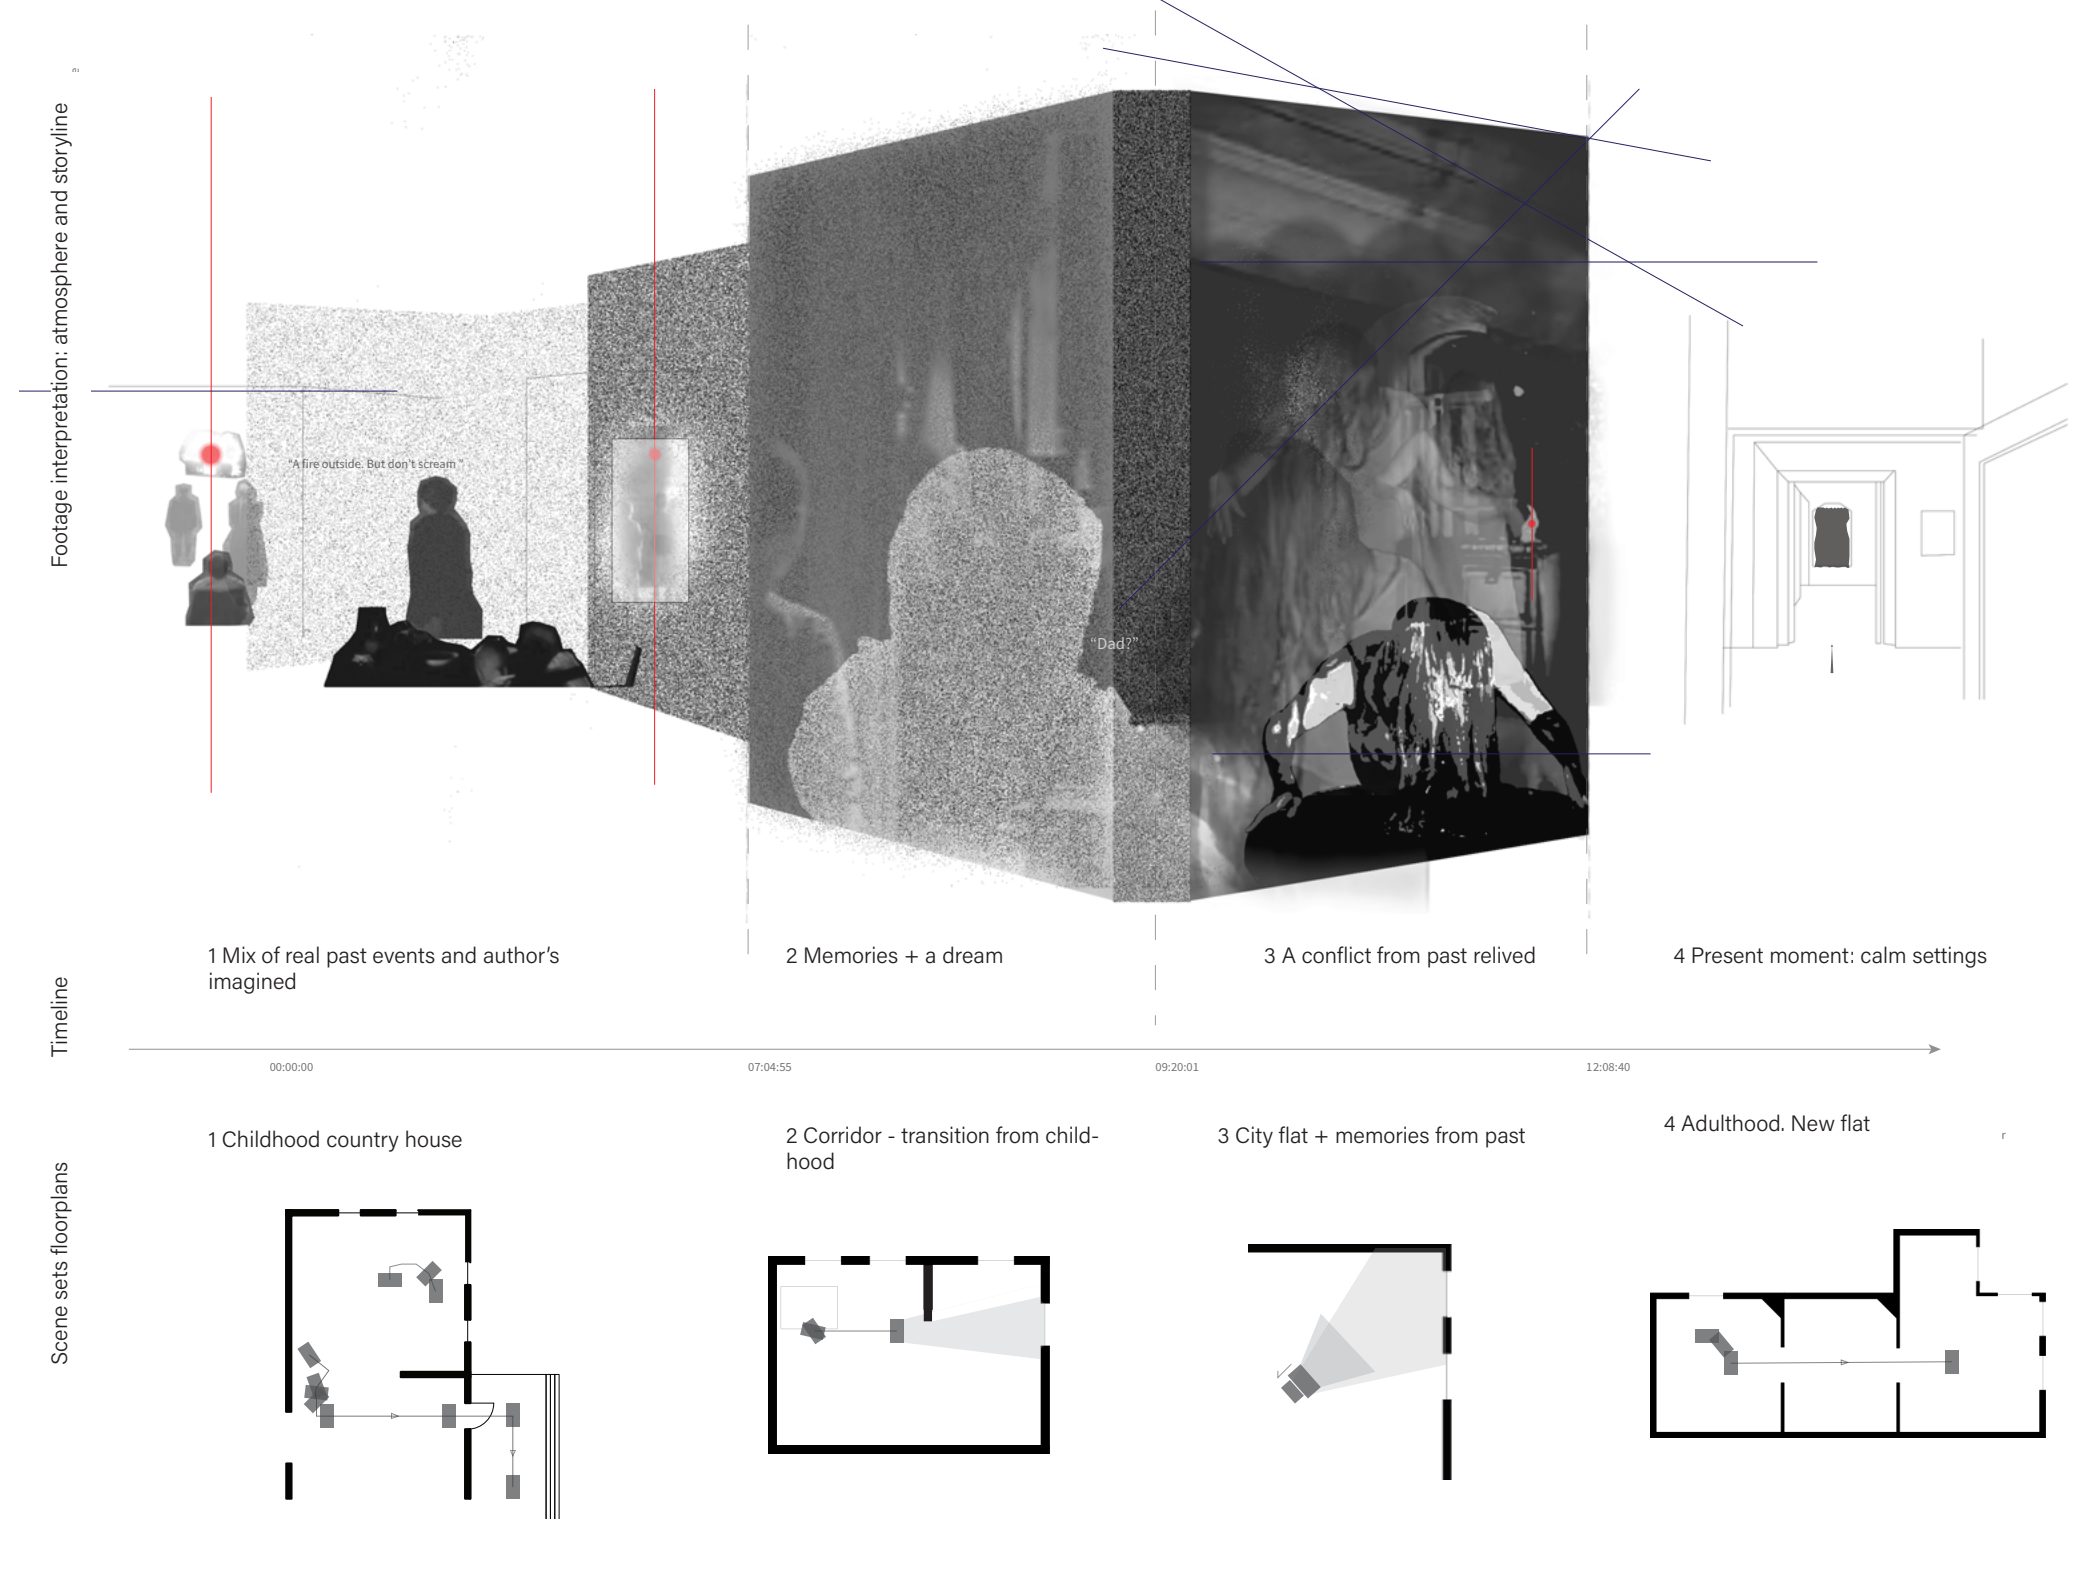 Footage interpretation: atmosphere and storyline
"A fire outside. But don't scream "
"Dad?"
1 Mix of real past events and author's
imagined
2 Memories + a dream
3 A conflict from past relived
4 Present moment: calm settings
Timeline
00:00:00
07:04:55
09:20:01
12:08:40
Scene sets floorplans
1 Childhood country house
2 Corridor - transition from child-
hood
3 City flat + memories from past
4 Adulthood. New flat
r